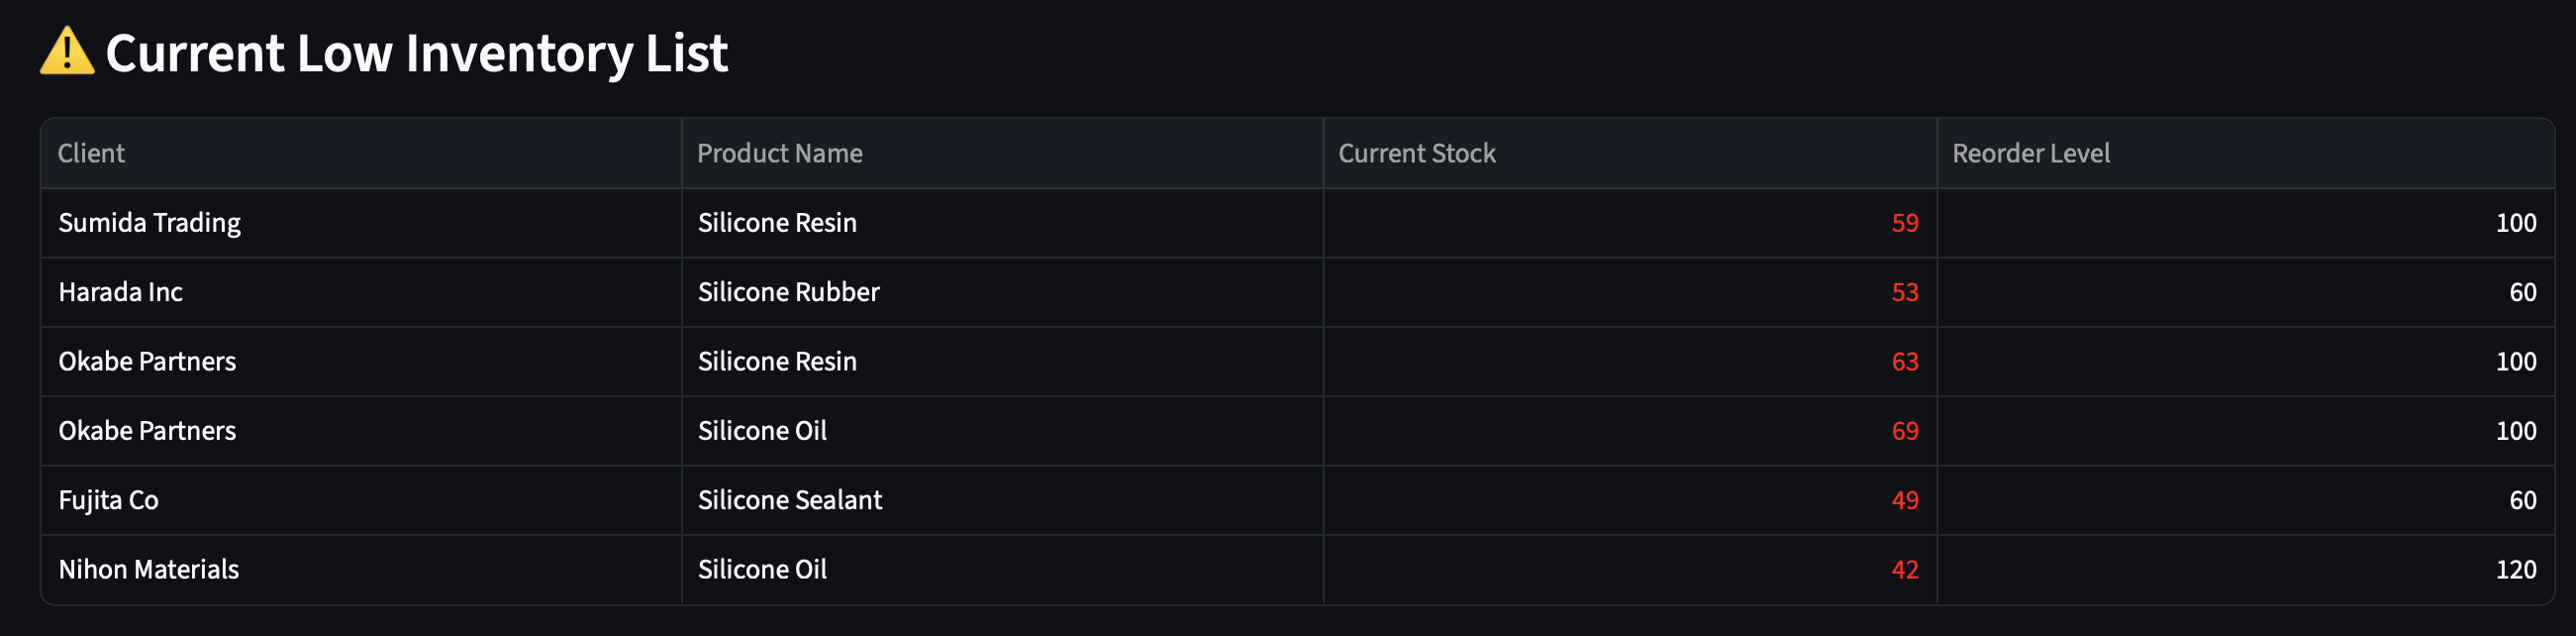 ⚠️ Current Low Inventory List
Client Product Name Current Stock Reorder Level
Sumida Trading Silicone Resin 59 100
Harada Inc Silicone Rubber 53 60
Okabe Partners Silicone Resin 63 100
Okabe Partners Silicone Oil 69 100
Fujita Co Silicone Sealant 49 60
Nihon Materials Silicone Oil 42 120